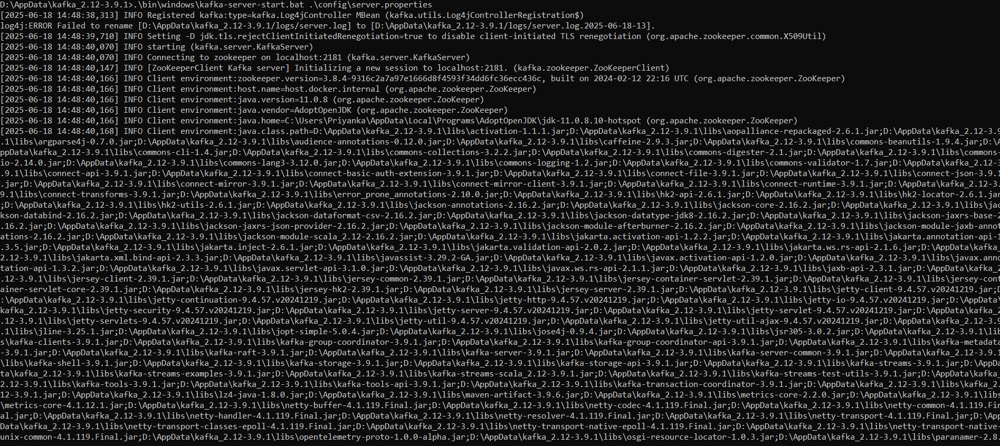 D:\AppData\kafka_2.12-3.9.1>.\bin\windows\kafka-server-start.bat .\config\server.properties
[2025-06-18 14:48:38,313] INFO Registered kafka:type=kafka.Log4jController MBean (kafka.utils.Log4jControllerRegistration$)
log4j:ERROR Failed to rename [D:\AppData\kafka_2.12-3.9.1/logs/server.log] to [D:\AppData\kafka_2.12-3.9.1/logs/server.log.2025-06-18-13].
[2025-06-18 14:48:39,710] INFO Setting -D jdk.tls.rejectClientInitiatedRenegotiation=true to disable client-initiated TLS renegotiation (org.apache.zookeeper.common.X509Util)
[2025-06-18 14:48:40,070] INFO starting (kafka.server.KafkaServer)
[2025-06-18 14:48:40,070] INFO Connecting to zookeeper on localhost:2181 (kafka.server.KafkaServer)
[2025-06-18 14:48:40,147] INFO [ZooKeeperClient Kafka server] Initializing a new session to localhost:2181. (kafka.zookeeper.ZooKeeperClient)
[2025-06-18 14:48:40,166] INFO Client environment:zookeeper.version=3.8.4-9316c2a7a97e1666d8f4593f34dd6fc36ecc436c, built on 2024-02-12 22:16 UTC (org.apache.zookeeper.ZooKeeper)
[2025-06-18 14:48:40,166] INFO Client environment:host.name=host.docker.internal (org.apache.zookeeper.ZooKeeper)
[2025-06-18 14:48:40,166] INFO Client environment:java.version=11.0.8 (org.apache.zookeeper.ZooKeeper)
[2025-06-18 14:48:40,166] INFO Client environment:java.vendor=AdoptOpenJDK (org.apache.zookeeper.ZooKeeper)
[2025-06-18 14:48:40,166] INFO Client environment:java.home=C:\Users\Priyanka\AppData\Local\Programs\AdoptOpenJDK\jdk-11.0.8.10-hotspot (org.apache.zookeeper.ZooKeeper)
[2025-06-18 14:48:40,168] INFO Client environment:java.class.path=D:\AppData\kafka_2.12-3.9.1\libs\activation-1.1.1.jar;D:\AppData\kafka_2.12-3.9.1\libs\aopalliance-repackaged-2.6.1.jar;D:\AppData\kafka_2.12-3.9
.1\libs\argparse4j-0.7.0.jar;D:\AppData\kafka_2.12-3.9.1\libs\audience-annotations-0.12.0.jar;D:\AppData\kafka_2.12-3.9.1\libs\caffeine-2.9.3.jar;D:\AppData\kafka_2.12-3.9.1\libs\commons-beanutils-1.9.4.jar;D:\A
ppData\kafka_2.12-3.9.1\libs\commons-cli-1.4.jar;D:\AppData\kafka_2.12-3.9.1\libs\commons-collections-3.2.2.jar;D:\AppData\kafka_2.12-3.9.1\libs\commons-digester-2.1.jar;D:\AppData\kafka_2.12-3.9.1\libs\commons-
io-2.14.0.jar;D:\AppData\kafka_2.12-3.9.1\libs\commons-lang3-3.12.0.jar;D:\AppData\kafka_2.12-3.9.1\libs\commons-logging-1.2.jar;D:\AppData\kafka_2.12-3.9.1\libs\commons-validator-1.7.jar;D:\AppData\kafka_2.12-3
.9.1\libs\connect-api-3.9.1.jar;D:\AppData\kafka_2.12-3.9.1\libs\connect-basic-auth-extension-3.9.1.jar;D:\AppData\kafka_2.12-3.9.1\libs\connect-file-3.9.1.jar;D:\AppData\kafka_2.12-3.9.1\libs\connect-json-3.9.1
.jar;D:\AppData\kafka_2.12-3.9.1\libs\connect-mirror-3.9.1.jar;D:\AppData\kafka_2.12-3.9.1\libs\connect-mirror-client-3.9.1.jar;D:\AppData\kafka_2.12-3.9.1\libs\connect-runtime-3.9.1.jar;D:\AppData\kafka_2.12-3.
9.1\libs\connect-transforms-3.9.1.jar;D:\AppData\kafka_2.12-3.9.1\libs\error_prone_annotations-2.10.0.jar;D:\AppData\kafka_2.12-3.9.1\libs\hk2-api-2.6.1.jar;D:\AppData\kafka_2.12-3.9.1\libs\hk2-locator-2.6.1.jar
;D:\AppData\kafka_2.12-3.9.1\libs\hk2-utils-2.6.1.jar;D:\AppData\kafka_2.12-3.9.1\libs\jackson-annotations-2.16.2.jar;D:\AppData\kafka_2.12-3.9.1\libs\jackson-core-2.16.2.jar;D:\AppData\kafka_2.12-3.9.1\libs\jac
kson-databind-2.16.2.jar;D:\AppData\kafka_2.12-3.9.1\libs\jackson-dataformat-csv-2.16.2.jar;D:\AppData\kafka_2.12-3.9.1\libs\jackson-datatype-jdk8-2.16.2.jar;D:\AppData\kafka_2.12-3.9.1\libs\jackson-jaxrs-base-2
.16.2.jar;D:\AppData\kafka_2.12-3.9.1\libs\jackson-jaxrs-json-provider-2.16.2.jar;D:\AppData\kafka_2.12-3.9.1\libs\jackson-module-afterburner-2.16.2.jar;D:\AppData\kafka_2.12-3.9.1\libs\jackson-module-jaxb-annot
ations-2.16.2.jar;D:\AppData\kafka_2.12-3.9.1\libs\jackson-module-scala_2.12-2.16.2.jar;D:\AppData\kafka_2.12-3.9.1\libs\jakarta.activation-api-1.2.2.jar;D:\AppData\kafka_2.12-3.9.1\libs\jakarta.annotation-api-1
.3.5.jar;D:\AppData\kafka_2.12-3.9.1\libs\jakarta.inject-2.6.1.jar;D:\AppData\kafka_2.12-3.9.1\libs\jakarta.validation-api-2.0.2.jar;D:\AppData\kafka_2.12-3.9.1\libs\jakarta.ws.rs-api-2.1.6.jar;D:\AppData\kafka_
2.12-3.9.1\libs\jakarta.xml.bind-api-2.3.3.jar;D:\AppData\kafka_2.12-3.9.1\libs\javassist-3.29.2-GA.jar;D:\AppData\kafka_2.12-3.9.1\libs\javax.activation-api-1.2.0.jar;D:\AppData\kafka_2.12-3.9.1\libs\javax.anno
tation-api-1.3.2.jar;D:\AppData\kafka_2.12-3.9.1\libs\javax.servlet-api-3.1.0.jar;D:\AppData\kafka_2.12-3.9.1\libs\javax.ws.rs-api-2.1.1.jar;D:\AppData\kafka_2.12-3.9.1\libs\jaxb-api-2.3.1.jar;D:\AppData\kafka_2
.12-3.9.1\libs\jersey-client-2.39.1.jar;D:\AppData\kafka_2.12-3.9.1\libs\jersey-common-2.39.1.jar;D:\AppData\kafka_2.12-3.9.1\libs\jersey-container-servlet-2.39.1.jar;D:\AppData\kafka_2.12-3.9.1\libs\jersey-cont
ainer-servlet-core-2.39.1.jar;D:\AppData\kafka_2.12-3.9.1\libs\jersey-hk2-2.39.1.jar;D:\AppData\kafka_2.12-3.9.1\libs\jersey-server-2.39.1.jar;D:\AppData\kafka_2.12-3.9.1\libs\jetty-client-9.4.57.v20241219.jar;D
:\AppData\kafka_2.12-3.9.1\libs\jetty-continuation-9.4.57.v20241219.jar;D:\AppData\kafka_2.12-3.9.1\libs\jetty-http-9.4.57.v20241219.jar;D:\AppData\kafka_2.12-3.9.1\libs\jetty-io-9.4.57.v20241219.jar;D:\AppData\
kafka_2.12-3.9.1\libs\jetty-security-9.4.57.v20241219.jar;D:\AppData\kafka_2.12-3.9.1\libs\jetty-server-9.4.57.v20241219.jar;D:\AppData\kafka_2.12-3.9.1\libs\jetty-servlet-9.4.57.v20241219.jar;D:\AppData\kafka_2
.12-3.9.1\libs\jetty-servlets-9.4.57.v20241219.jar;D:\AppData\kafka_2.12-3.9.1\libs\jetty-util-9.4.57.v20241219.jar;D:\AppData\kafka_2.12-3.9.1\libs\jetty-util-ajax-9.4.57.v20241219.jar;D:\AppData\kafka_2.12-3.9
.1\libs\jline-3.25.1.jar;D:\AppData\kafka_2.12-3.9.1\libs\jopt-simple-5.0.4.jar;D:\AppData\kafka_2.12-3.9.1\libs\jose4j-0.9.4.jar;D:\AppData\kafka_2.12-3.9.1\libs\jsr305-3.0.2.jar;D:\AppData\kafka_2.12-3.9.1\lib
s\kafka-clients-3.9.1.jar;D:\AppData\kafka_2.12-3.9.1\libs\kafka-group-coordinator-3.9.1.jar;D:\AppData\kafka_2.12-3.9.1\libs\kafka-group-coordinator-api-3.9.1.jar;D:\AppData\kafka_2.12-3.9.1\libs\kafka-metadata
-3.9.1.jar;D:\AppData\kafka_2.12-3.9.1\libs\kafka-raft-3.9.1.jar;D:\AppData\kafka_2.12-3.9.1\libs\kafka-server-3.9.1.jar;D:\AppData\kafka_2.12-3.9.1\libs\kafka-server-common-3.9.1.jar;D:\AppData\kafka_2.12-3.9.1
\libs\kafka-shell-3.9.1.jar;D:\AppData\kafka_2.12-3.9.1\libs\kafka-storage-3.9.1.jar;D:\AppData\kafka_2.12-3.9.1\libs\kafka-storage-api-3.9.1.jar;D:\AppData\kafka_2.12-3.9.1\libs\kafka-streams-3.9.1.jar;D:\AppDa
ta\kafka_2.12-3.9.1\libs\kafka-streams-examples-3.9.1.jar;D:\AppData\kafka_2.12-3.9.1\libs\kafka-streams-scala_2.12-3.9.1.jar;D:\AppData\kafka_2.12-3.9.1\libs\kafka-streams-test-utils-3.9.1.jar;D:\AppData\kafka_
2.12-3.9.1\libs\kafka-tools-3.9.1.jar;D:\AppData\kafka_2.12-3.9.1\libs\kafka-tools-api-3.9.1.jar;D:\AppData\kafka_2.12-3.9.1\libs\kafka-transaction-coordinator-3.9.1.jar;D:\AppData\kafka_2.12-3.9.1\libs\kafka_2.
12-3.9.1.jar;D:\AppData\kafka_2.12-3.9.1\libs\lz4-java-1.8.0.jar;D:\AppData\kafka_2.12-3.9.1\libs\maven-artifact-3.9.6.jar;D:\AppData\kafka_2.12-3.9.1\libs\metrics-core-2.2.0.jar;D:\AppData\kafka_2.12-3.9.1\libs
\metrics-core-4.1.12.1.jar;D:\AppData\kafka_2.12-3.9.1\libs\netty-buffer-4.1.119.Final.jar;D:\AppData\kafka_2.12-3.9.1\libs\netty-codec-4.1.119.Final.jar;D:\AppData\kafka_2.12-3.9.1\libs\netty-common-4.1.119.Fin
al.jar;D:\AppData\kafka_2.12-3.9.1\libs\netty-handler-4.1.119.Final.jar;D:\AppData\kafka_2.12-3.9.1\libs\netty-resolver-4.1.119.Final.jar;D:\AppData\kafka_2.12-3.9.1\libs\netty-transport-4.1.119.Final.jar;D:\App
Data\kafka_2.12-3.9.1\libs\netty-transport-classes-epoll-4.1.119.Final.jar;D:\AppData\kafka_2.12-3.9.1\libs\netty-transport-native-epoll-4.1.119.Final.jar;D:\AppData\kafka_2.12-3.9.1\libs\netty-transport-native-
unix-common-4.1.119.Final.jar;D:\AppData\kafka_2.12-3.9.1\libs\opentelemetry-proto-1.0.0-alpha.jar;D:\AppData\kafka_2.12-3.9.1\libs\osgi-resource-locator-1.0.3.jar;D:\AppData\kafka_2.12-3.9.1\libs\paranamer-2.8.